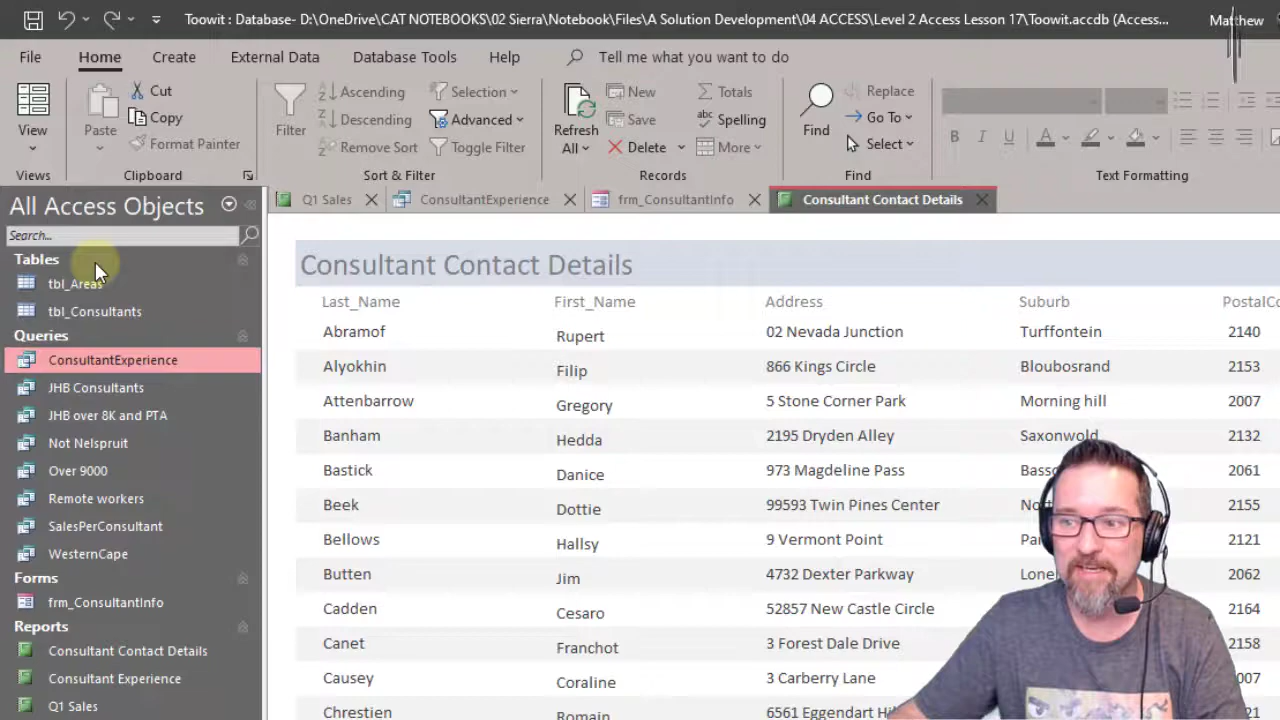 Toowit : Database- D:\OneDrive\CAT NOTEBOOKS\02 Sierra\Notebook\Files\A Solution Development\04 ACCESS\Level 2 Access Lesson 17\Toowit.accdb (Access... Matthew
File Home Create External Data Database Tools Help Tell me what you want to do
View
Views
Paste
Cut
Copy
Format Painter
Clipboard
Filter
Ascending
Descending
Remove Sort
Selection
Advanced
Toggle Filter
Sort & Filter
Refresh
All
New
Save
Delete
Totals
Spelling
More
Records
Find
Replace
Go To
Select
Find
B I U A
Text Formatting
All Access Objects
Search...
Tables
tbl_Areas
tbl_Consultants
Queries
ConsultantExperience
JHB Consultants
JHB over 8K and PTA
Not Nelspruit
Over 9000
Remote workers
SalesPerConsultant
WesternCape
Forms
frm_ConsultantInfo
Reports
Consultant Contact Details
Consultant Experience
Q1 Sales
Q1 Sales ConsultantExperience frm_ConsultantInfo Consultant Contact Details
Consultant Contact Details
Last_Name First_Name Address Suburb PostalCo
Abramof Rupert 02 Nevada Junction Turffontein 2140
Alyokhin Filip 866 Kings Circle Bloubosrand 2153
Attenbarrow Gregory 5 Stone Corner Park Morning hill 2007
Banham Hedda 2195 Dryden Alley Saxonwold 2132
Bastick Danice 973 Magdeline Pass 2061
Beek Dottie 99593 Twin Pines Center 2155
Bellows Hallsy 9 Vermont Point 2121
Butten Jim 4732 Dexter Parkway 2062
Cadden Cesaro 52857 New Castle Circle 2164
Canet Franchot 3 Forest Dale Drive 2158
Causey Coraline 3 Carberry Lane
Chrestien Romain 6561 Eggendart